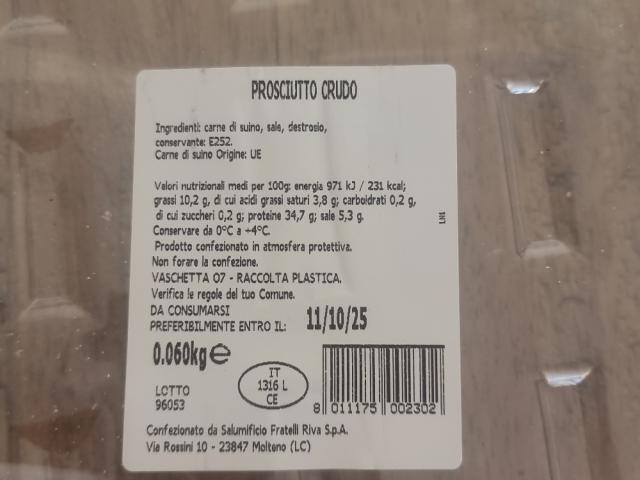 PROSCIUTTO CRUDO
Ingredienti: carne di suino, sale, destrosio,
conservante: E252.
Carne di suino Origine: UE
Valori nutrizionali medi per 100g: energia 971 kJ / 231 kcal;
grassi 10,2 g, di cui acidi grassi saturi 3,8 g; carboidrati 0,2 g,
di cui zuccheri 0,2 g; proteine 34,7 g; sale 5,3 g.
Conservare da 0°C a +4°C.
Prodotto confezionato in atmosfera protettiva.
Non forare la confezione.
VASCHETTA 07 - RACCOLTA PLASTICA.
Verifica le regole del tuo Comune.
DA CONSUMARSI
PREFERIBILMENTE ENTRO IL: 11/10/25
0.060kg e
IT
1316 L
CE
LOTTO
96053
8 011175 002302
Confezionato da Salumificio Fratelli Riva S.p.A.
Via Rossini 10 - 23847 Molteno (LC)